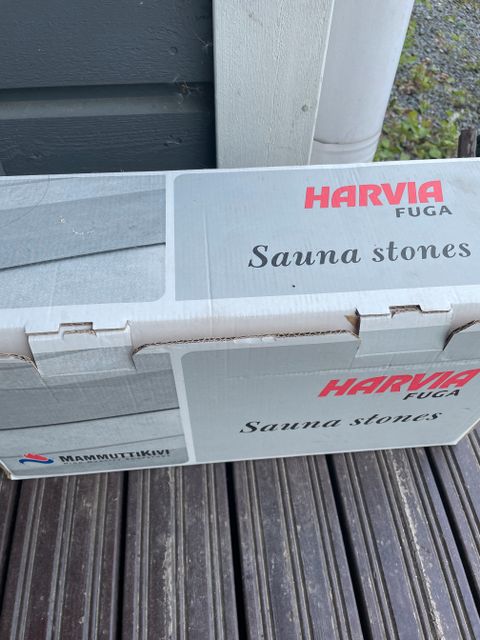 HARVIA
FUGA
Sauna stones
HARVIA
FUGA
Sauna stones
MAMMUTTIKIVI